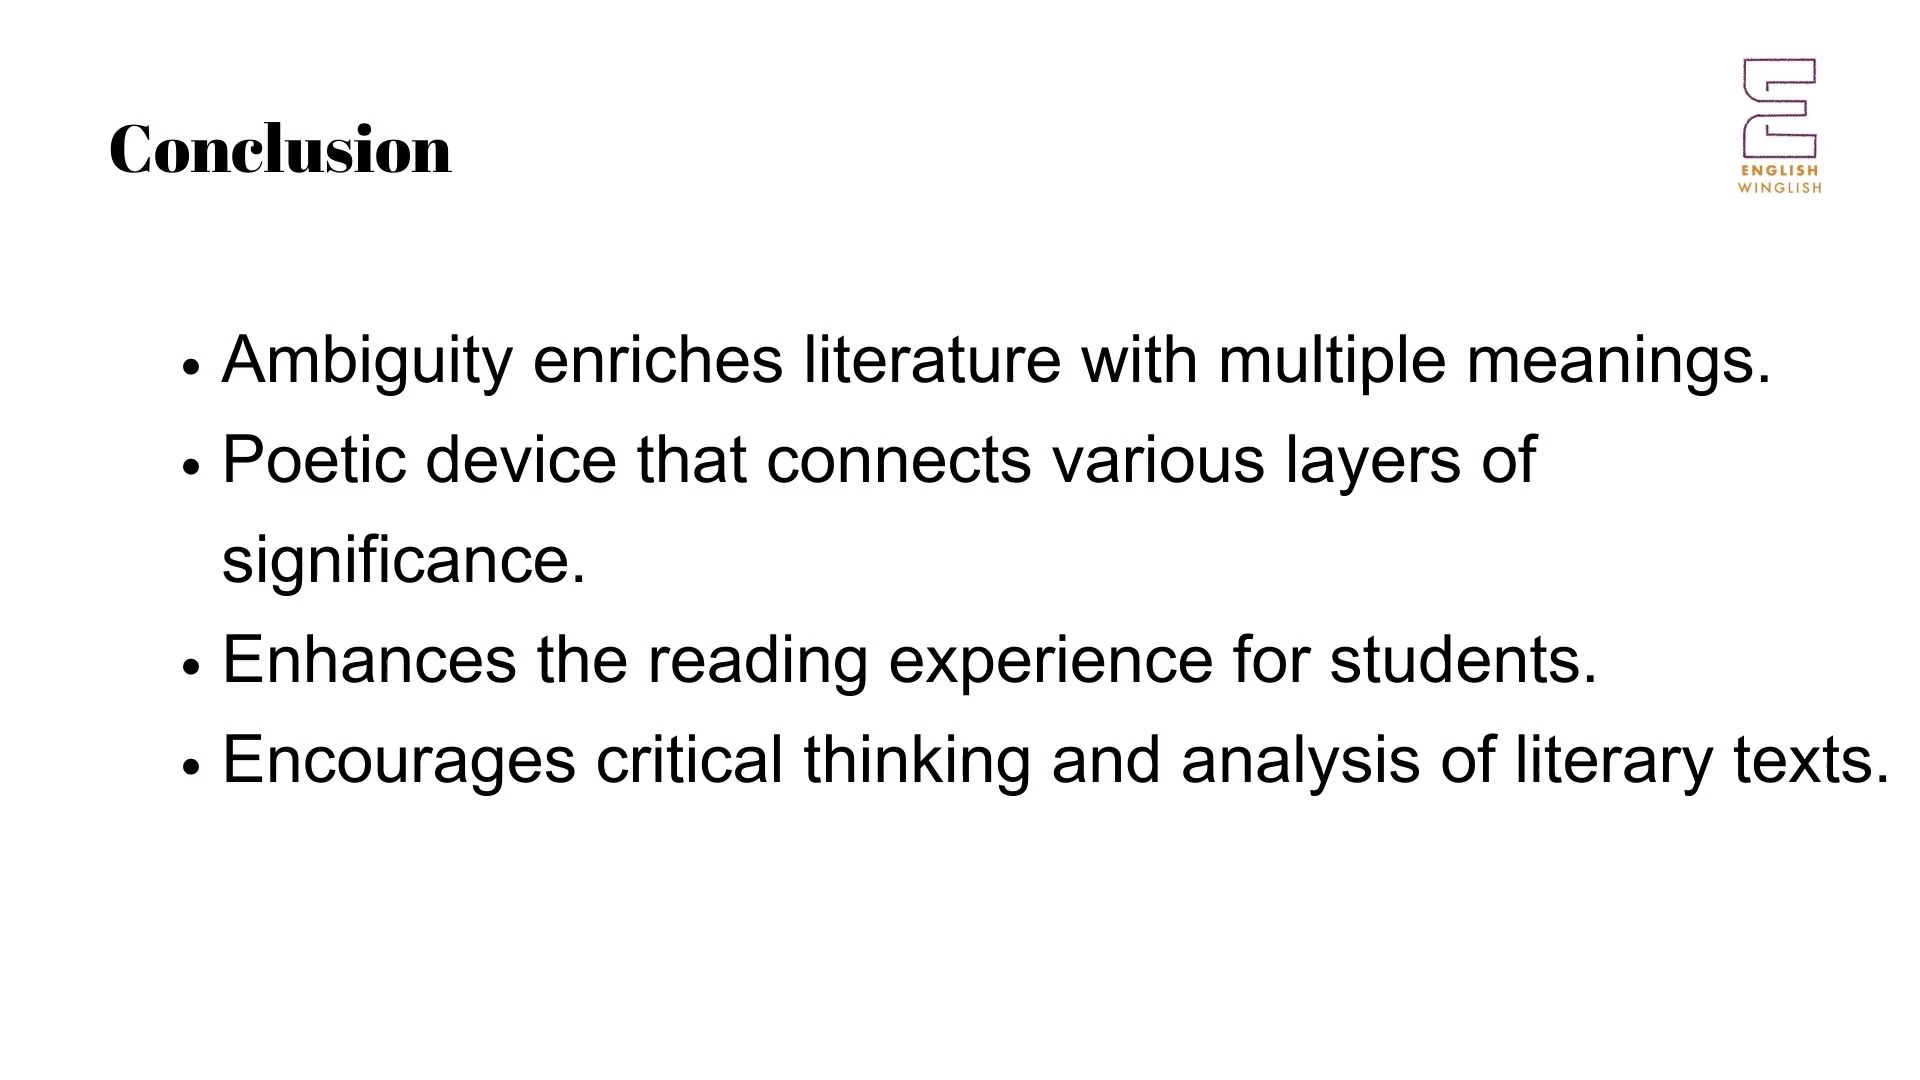 Conclusion
ENGLISH
WINGLISH
• Ambiguity enriches literature with multiple meanings.
• Poetic device that connects various layers of
significance.
• Enhances the reading experience for students.
• Encourages critical thinking and analysis of literary texts.